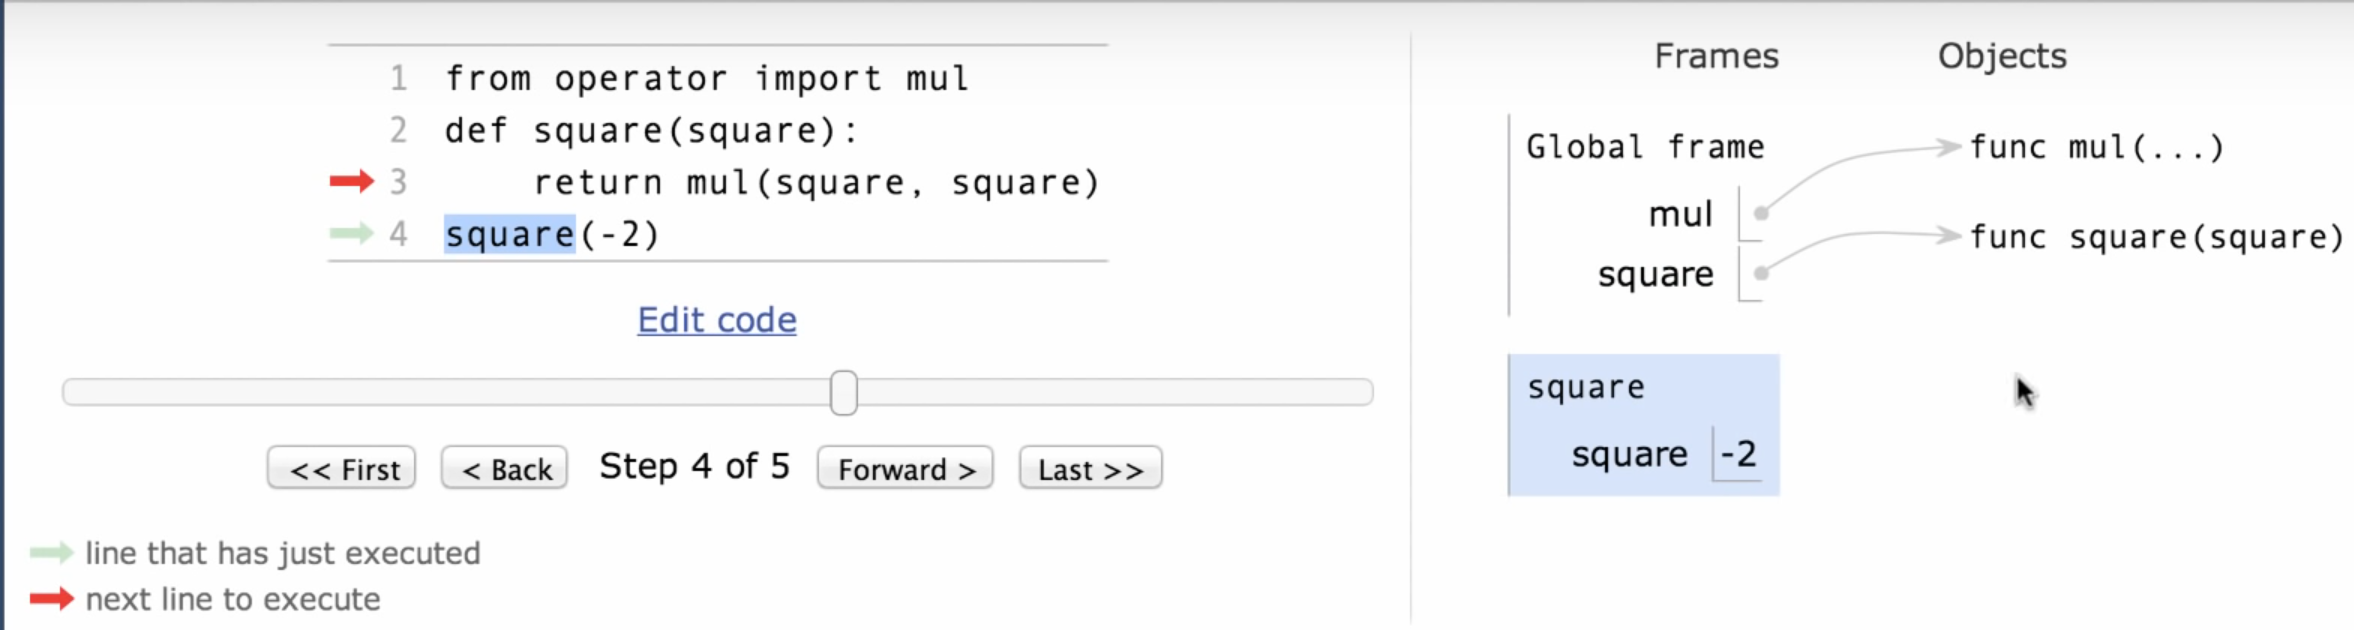 1 from operator import mul
2 def square(square):
3     return mul(square, square)
4 square(-2)
Edit code
<< First < Back Step 4 of 5 Forward > Last >>
line that has just executed
next line to execute
Frames Objects
Global frame func mul(...)
mul
func square(square)
square
square
square -2